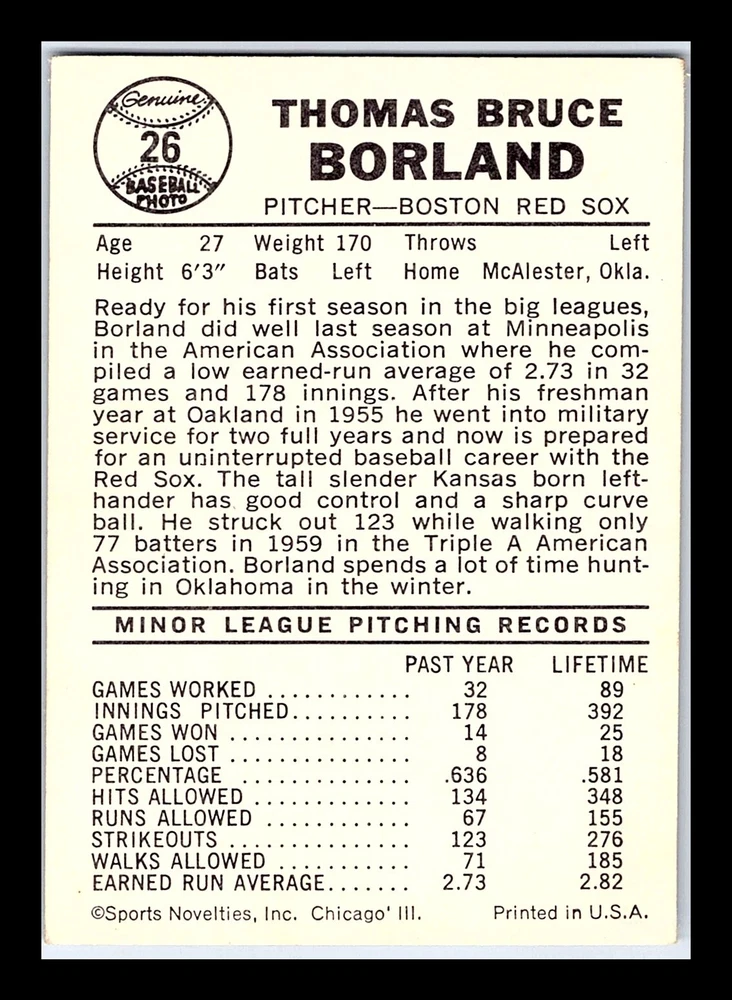 Genuine
26
BASEBALL
PHOTO
THOMAS BRUCE
BORLAND
PITCHER—BOSTON RED SOX
Age 27 Weight 170 Throws Left
Height 6'3" Bats Left Home McAlester, Okla.
Ready for his first season in the big leagues,
Borland did well last season at Minneapolis
in the American Association where he com-
piled a low earned-run average of 2.73 in 32
games and 178 innings. After his freshman
year at Oakland in 1955 he went into military
service for two full years and now is prepared
for an uninterrupted baseball career with the
Red Sox. The tall slender Kansas born left-
hander has good control and a sharp curve
ball. He struck out 123 while walking only
77 batters in 1959 in the Triple A American
Association. Borland spends a lot of time hunt-
ing in Oklahoma in the winter.
MINOR LEAGUE PITCHING RECORDS
PAST YEAR LIFETIME
GAMES WORKED ............ 32 89
INNINGS PITCHED.......... 178 392
GAMES WON .............. 14 25
GAMES LOST .............. 8 18
PERCENTAGE ............. .636 .581
HITS ALLOWED ............ 134 348
RUNS ALLOWED ............ 67 155
STRIKEOUTS .............. 123 276
WALKS ALLOWED ........... 71 185
EARNED RUN AVERAGE....... 2.73 2.82
©Sports Novelties, Inc. Chicago' Ill. Printed in U.S.A.